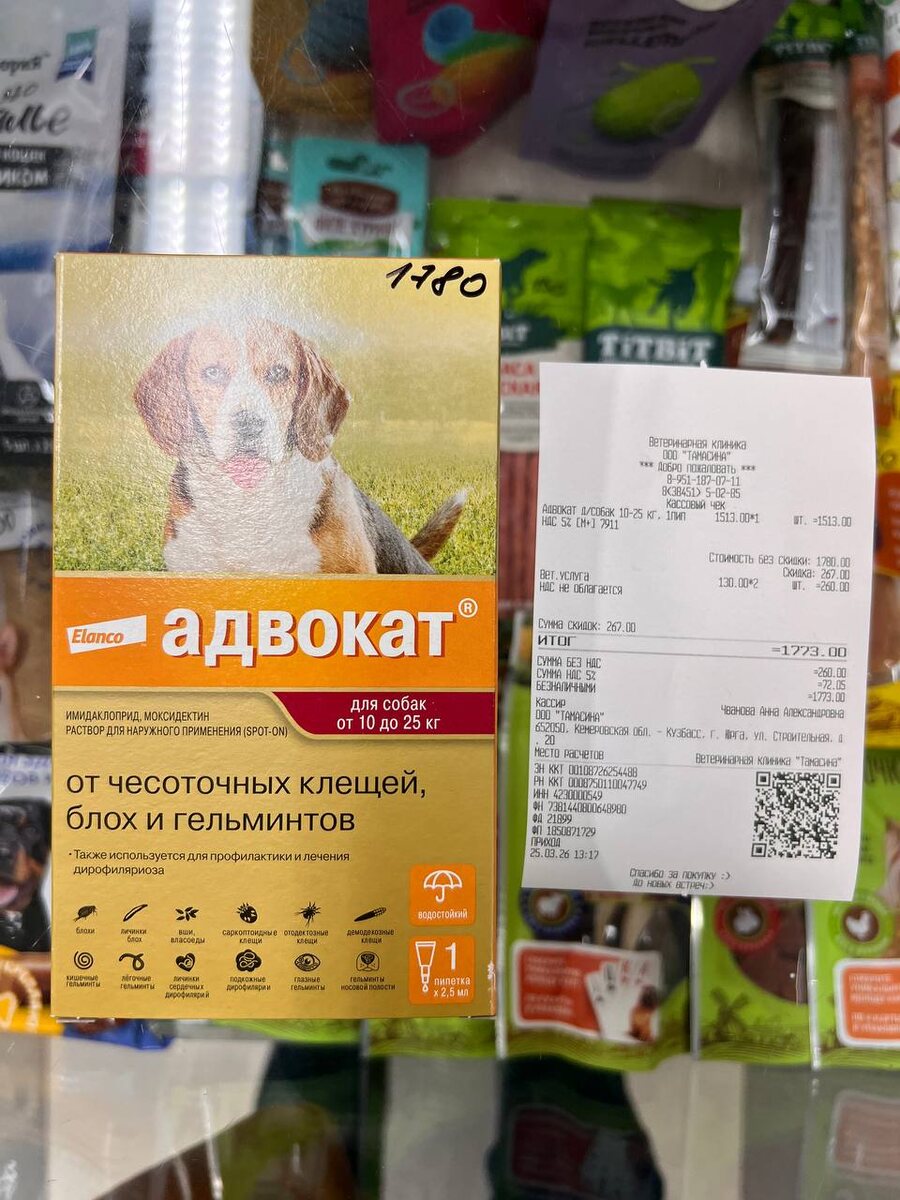 алье
ИКОМ
TiTBiT
1780
Elanco
адвокат®
для собак
от 10 до 25 кг
ИМИДАКЛОПРИД, МОКСИДЕКТИН
РАСТВОР ДЛЯ НАРУЖНОГО ПРИМЕНЕНИЯ (SPOT-ON)
от чесоточных клещей,
блох и гельминтов
• Также используется для профилактики и лечения
дирофиляриоза
блохи
личинки
блох
вши,
власоеды
саркоптоидные
клещи
отодектозные
клещи
демодекозные
клещи
кишечные
гельминты
лёгочные
гельминты
личинки
сердечных
дирофилярий
подкожные
дирофилярии
глазные
гельминты
гельминты
носовой полости
ВОДОСТОЙКИЙ
1
пипетка
х 2,5 мл
Ветеринарная клиника
ООО "ТАМАСИНА"
*** Добро пожаловать ***
8-951-187-07-11
8(38451) 5-02-85
Кассовый чек
Адвокат д/собак 10-25 кг, 1пип 1513.00*1 шт. =1513.00
НДС 5% [М+] 7911
Стоимость без скидки: 1780.00
Скидка: 267.00
Вет.услуга 130.00*2 шт. =260.00
НДС не облагается
Сумма скидок: 267.00
ИТОГ =1773.00
СУММА БЕЗ НДС =260.00
СУММА НДС 5% =72.05
БЕЗНАЛИЧНЫМИ =1773.00
Кассир Чванова Анна Александровна
ООО "ТАМАСИНА"
652050, Кемеровская обл. - Кузбасс, г. Юрга, ул. Строительная, д
. 20
Место расчетов Ветеринарная клиника "Тамасина"
ЗН ККТ 00108726254488
РН ККТ 0008750110047749
ИНН 4230000549
ФН 7381440800648980
ФД 21899
ФП 1850871729
ПРИХОД
25.03.26 13:17
Спасибо за покупку :>
До новых встреч:>